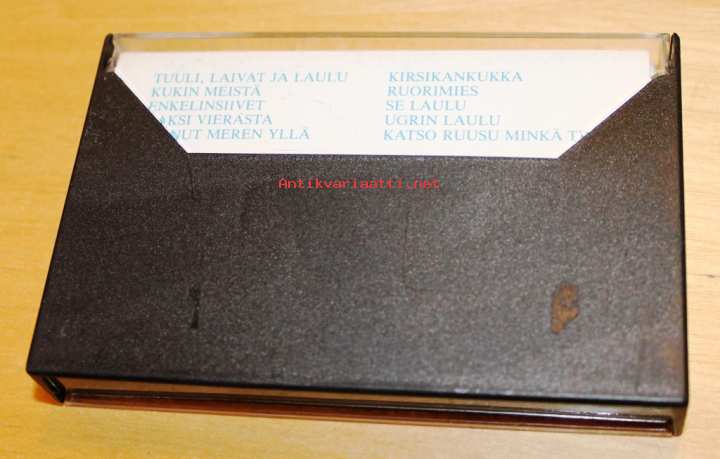 TUULI, LAIVAT JA LAULU
KUKIN MEISTÄ
ENKELINSIIVET
VIERASTA
MEREN YLLÄ
KIRSIKANKUKKA
RUORIMIES
SE LAULU
UGRIN LAULU
KATSO RUUSU MINKÄ
Antikvariaatti.net